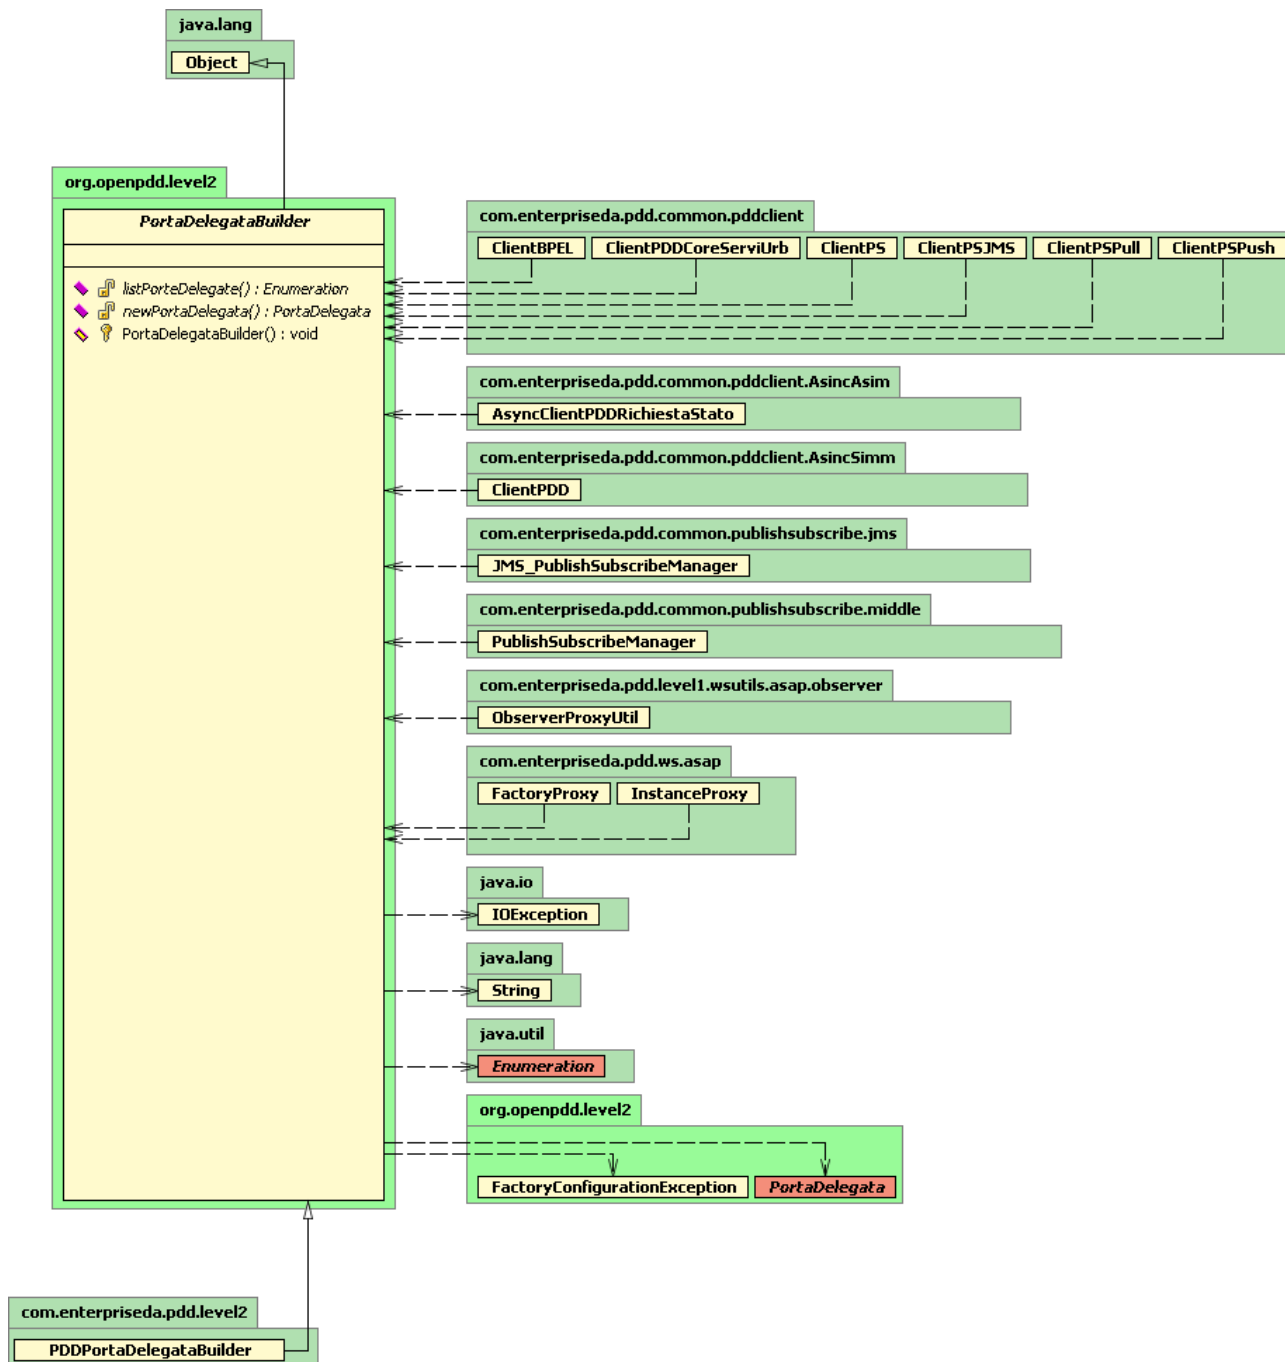 java.lang
Object
org.openpdd.level2
PortaDelegataBuilder
listPorteDelegate() : Enumeration
newPortaDelegata() : PortaDelegata
PortaDelegataBuilder() : void
com.enterpriseda.pdd.common.pddclient
ClientBPEL ClientPDDCoreServiUrb ClientPS ClientPSJMS ClientPSPull ClientPSPush
com.enterpriseda.pdd.common.pddclient.AsincAsim
AsyncClientPDDRichiestaStato
com.enterpriseda.pdd.common.pddclient.AsincSimm
ClientPDD
com.enterpriseda.pdd.common.publishsubscribe.jms
JMS_PublishSubscribeManager
com.enterpriseda.pdd.common.publishsubscribe.middle
PublishSubscribeManager
com.enterpriseda.pdd.level1.wsutils.asap.observer
ObserverProxyUtil
com.enterpriseda.pdd.ws.asap
FactoryProxy InstanceProxy
java.io
IOException
java.lang
String
java.util
Enumeration
org.openpdd.level2
FactoryConfigurationException PortaDelegata
com.enterpriseda.pdd.level2
PDDPortaDelegataBuilder